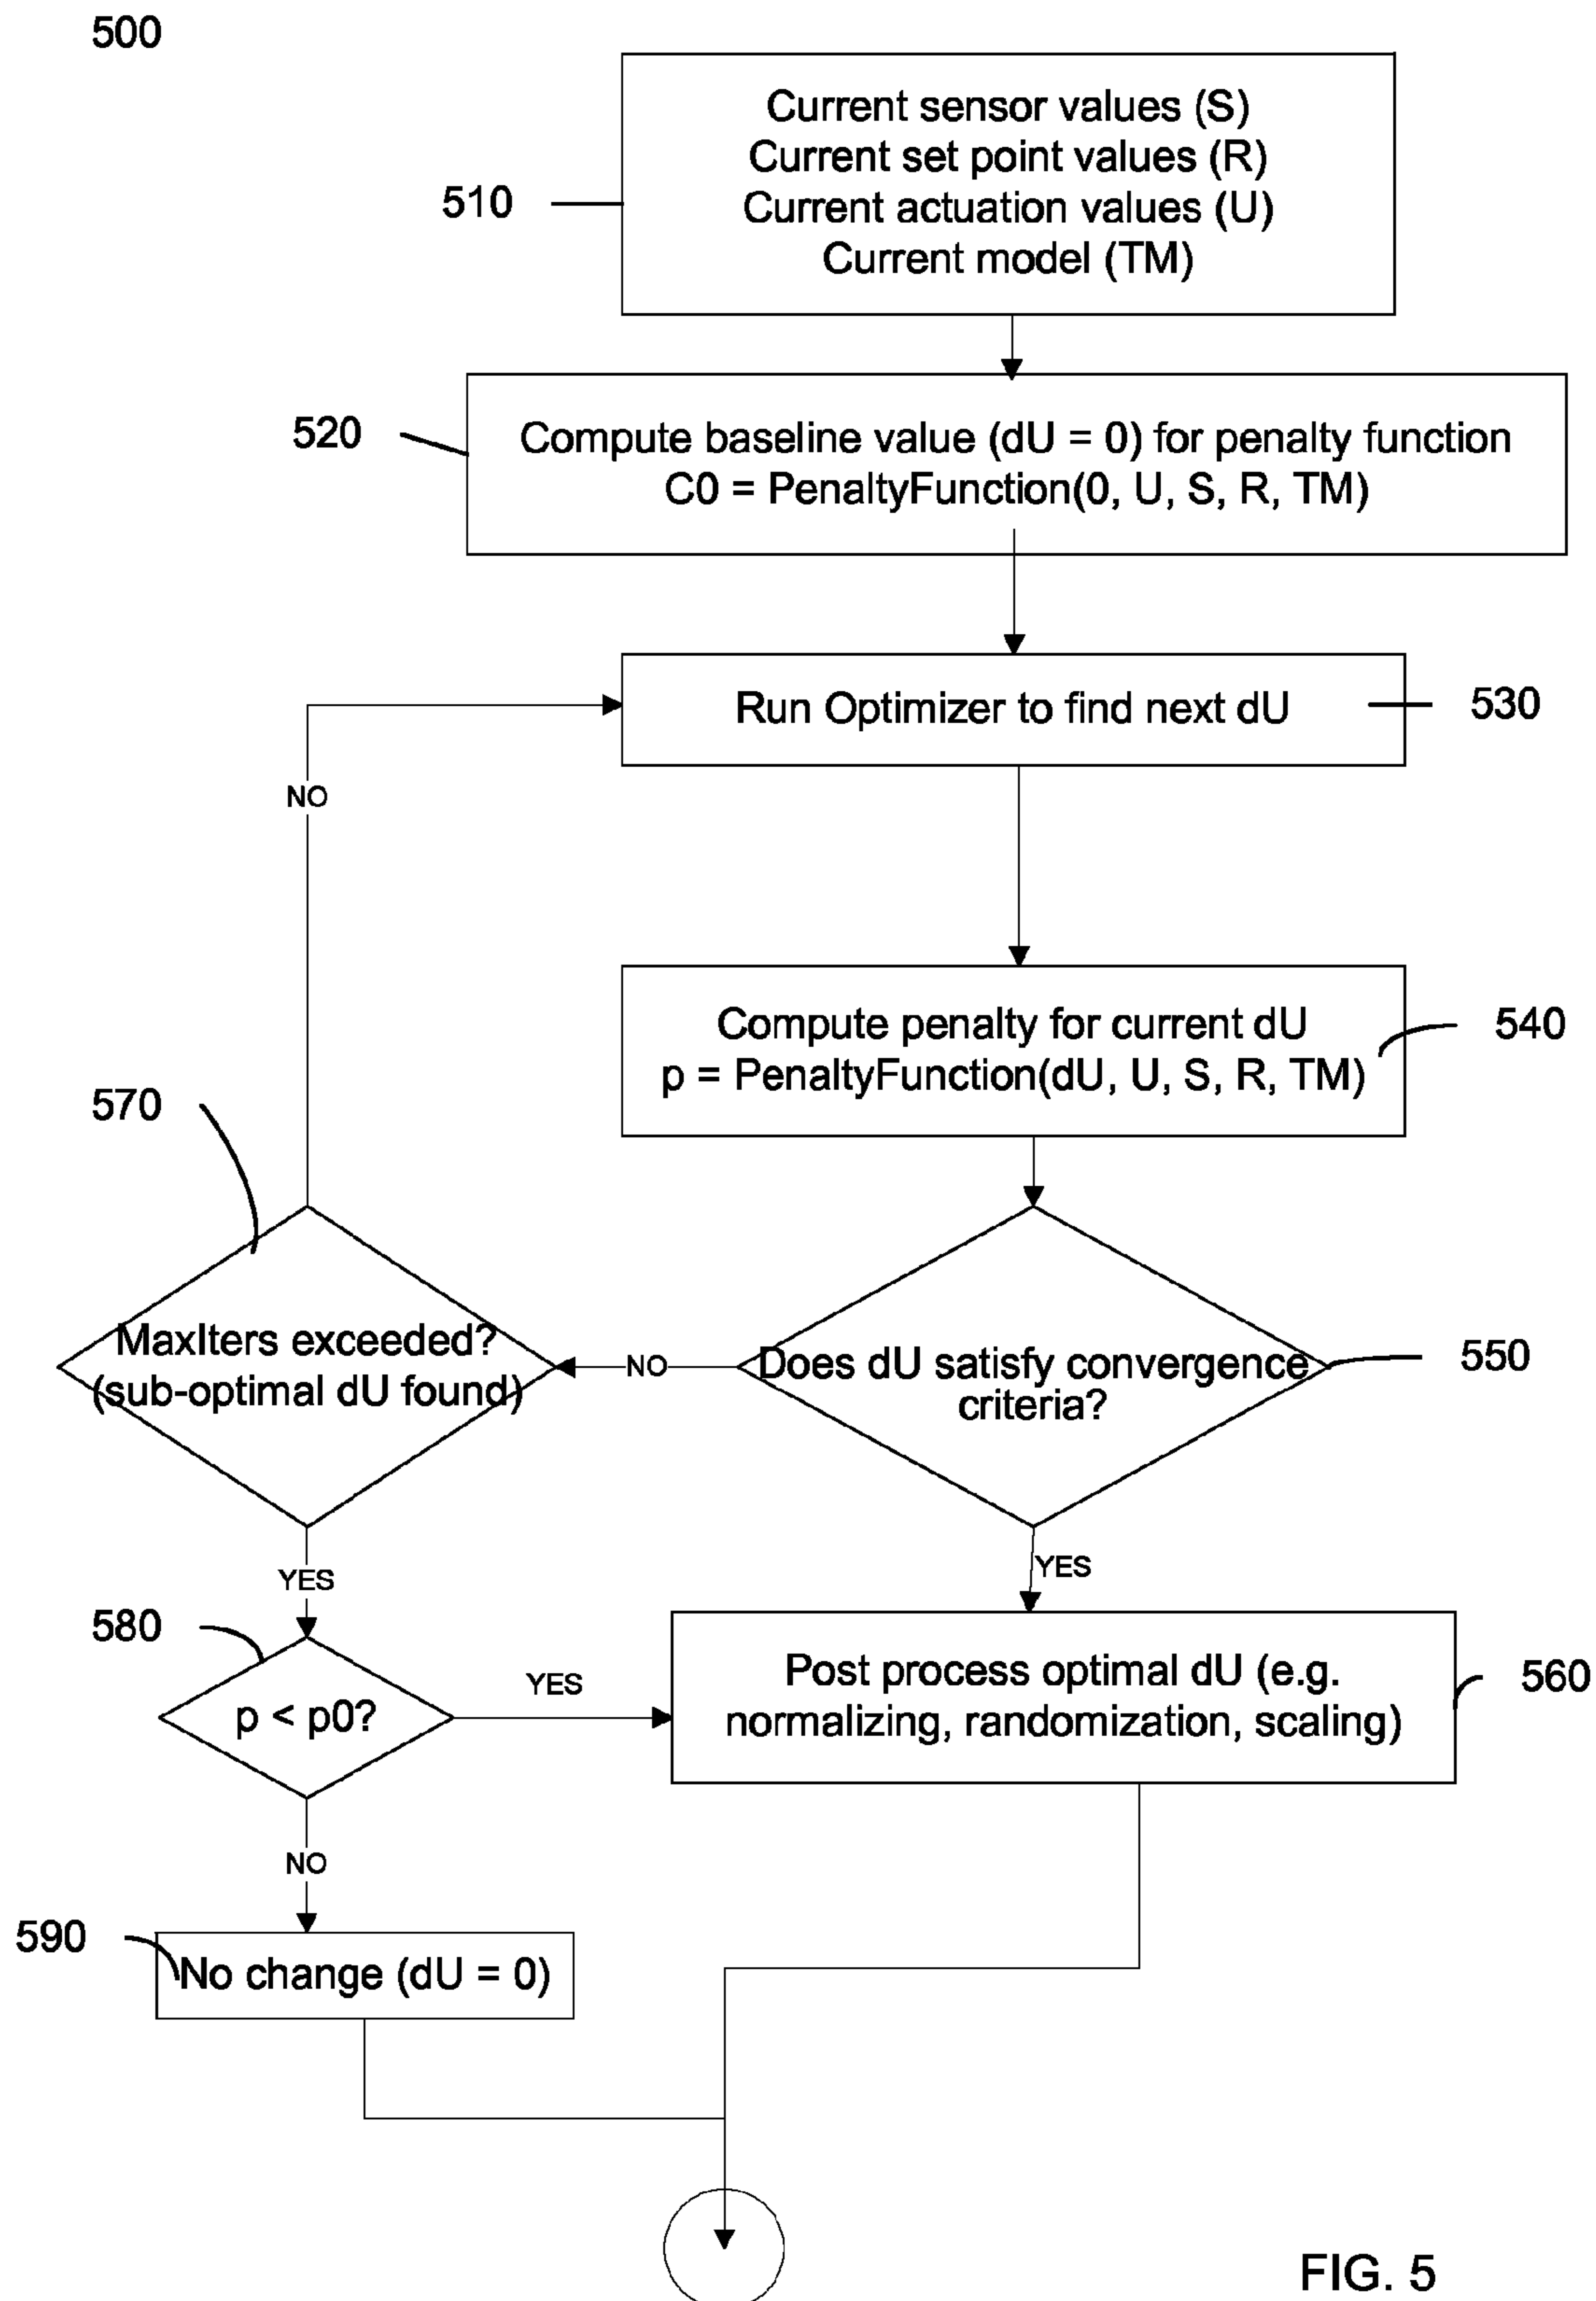 500
Current sensor values (S)
Current set point values (R)
Current actuation values (U)
Current model (TM)
510
520
Compute baseline value (dU = 0) for penalty function
C0 = PenaltyFunction(0, U, S, R, TM)
Run Optimizer to find next dU
530
NO
Compute penalty for current dU
p = PenaltyFunction(dU, U, S, R, TM)
540
570
MaxIters exceeded?
(sub-optimal dU found)
NO
Does dU satisfy convergence
criteria?
550
YES
YES
580
p < p0?
YES
Post process optimal dU (e.g.
normalizing, randomization, scaling)
560
NO
590
No change (dU = 0)
FIG. 5